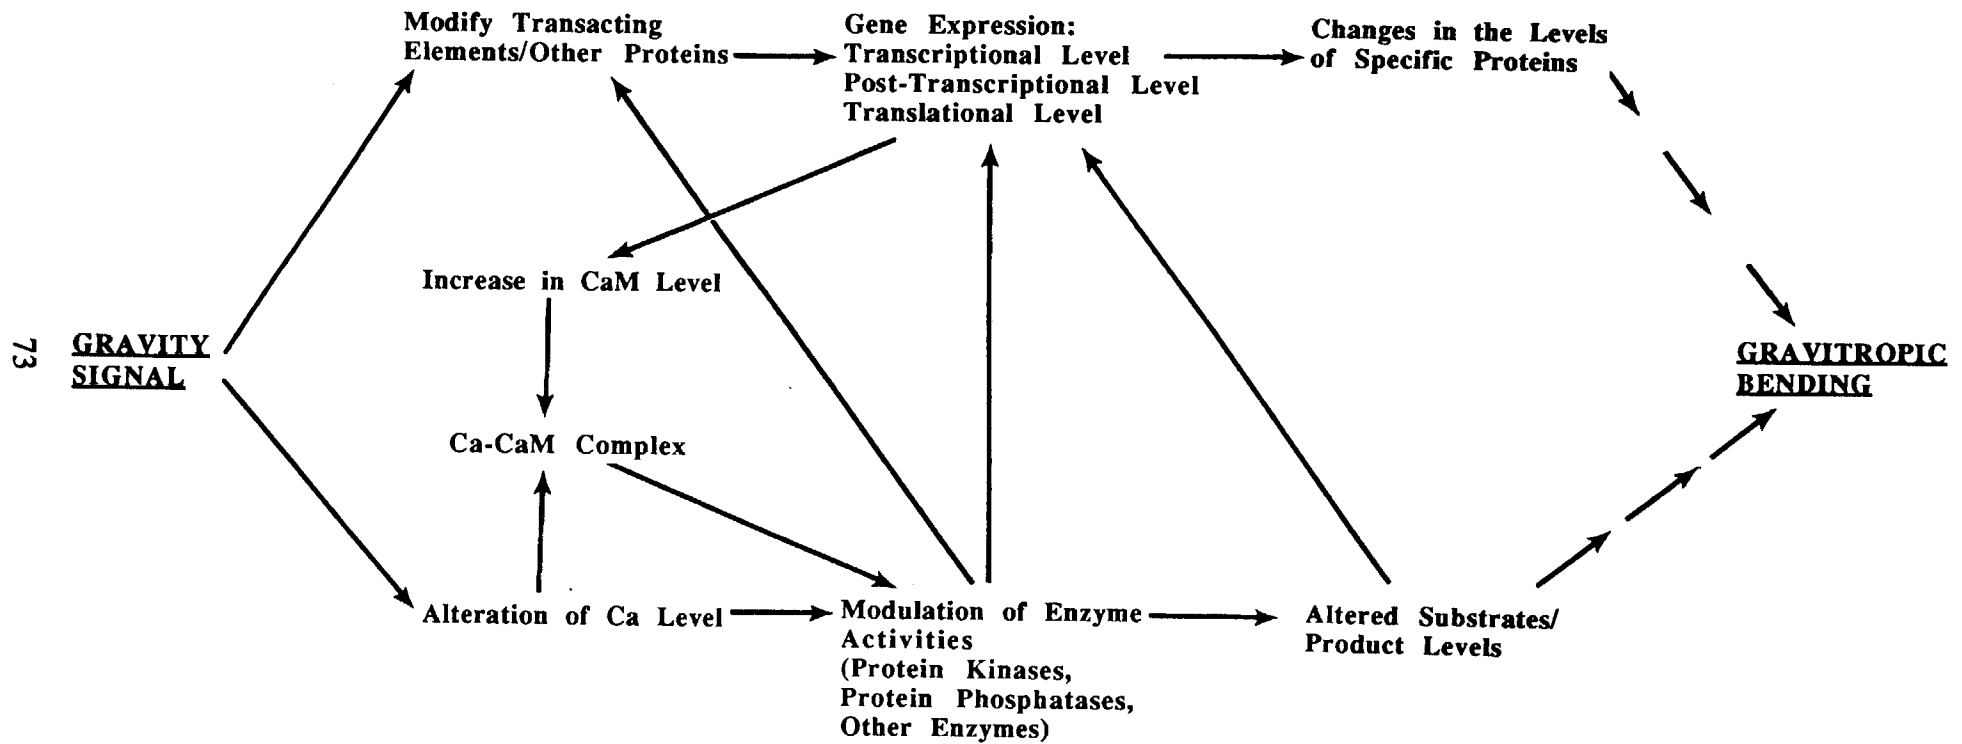 Modify Transacting
Elements/Other Proteins
Gene Expression:
Transcriptional Level
Post-Transcriptional Level
Translational Level
Changes in the Levels
of Specific Proteins
Increase in CaM Level
73
GRAVITY
SIGNAL
GRAVITROPIC
BENDING
Ca-CaM Complex
Alteration of Ca Level
Modulation of Enzyme
Activities
(Protein Kinases,
Protein Phosphatases,
Other Enzymes)
Altered Substrates/
Product Levels